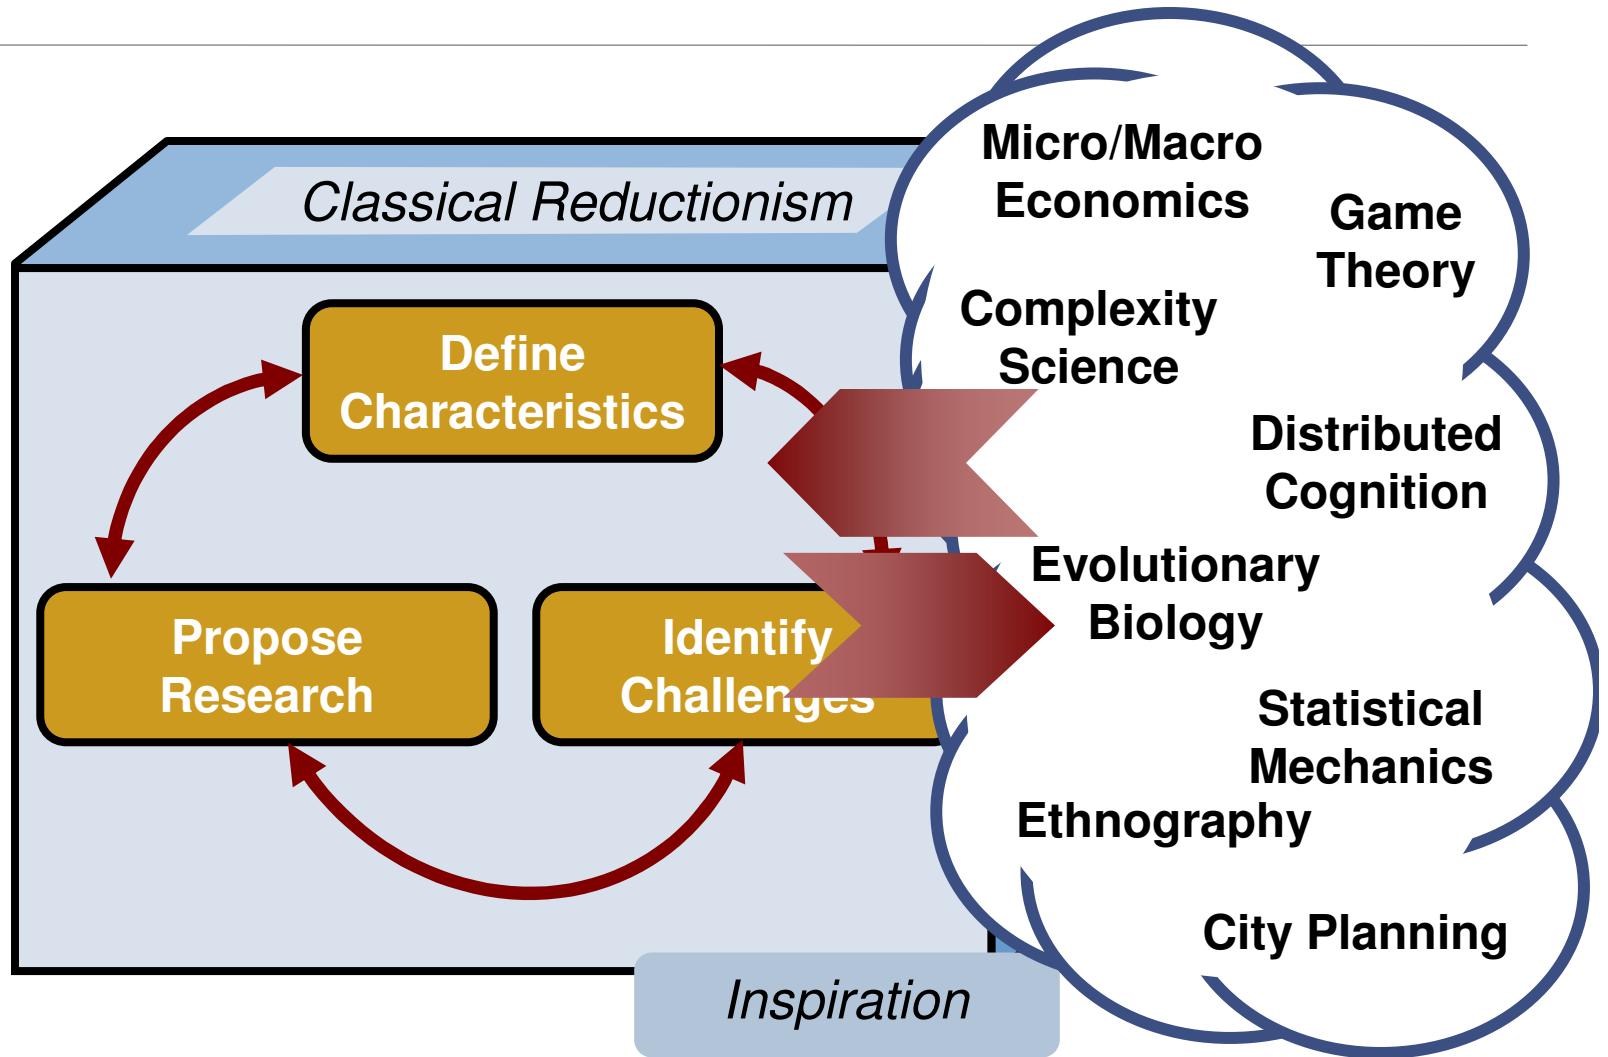 Classical Reductionism
Define
Characteristics
Propose
Research
Identify
Challenges
Inspiration
Micro/Macro
Economics
Game
Theory
Complexity
Science
Distributed
Cognition
Evolutionary
Biology
Statistical
Mechanics
Ethnography
City Planning